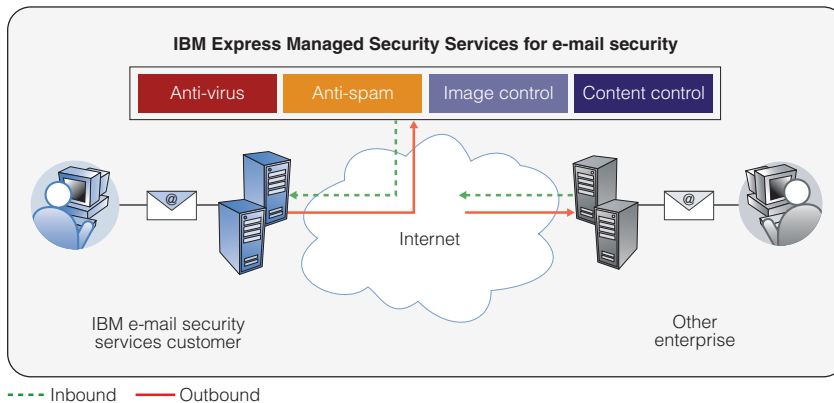 IBM Express Managed Security Services for e-mail security
Anti-virus
Anti-spam
Image control
Content control
@
@
Internet
IBM e-mail security
services customer
Other
enterprise
Inbound
Outbound